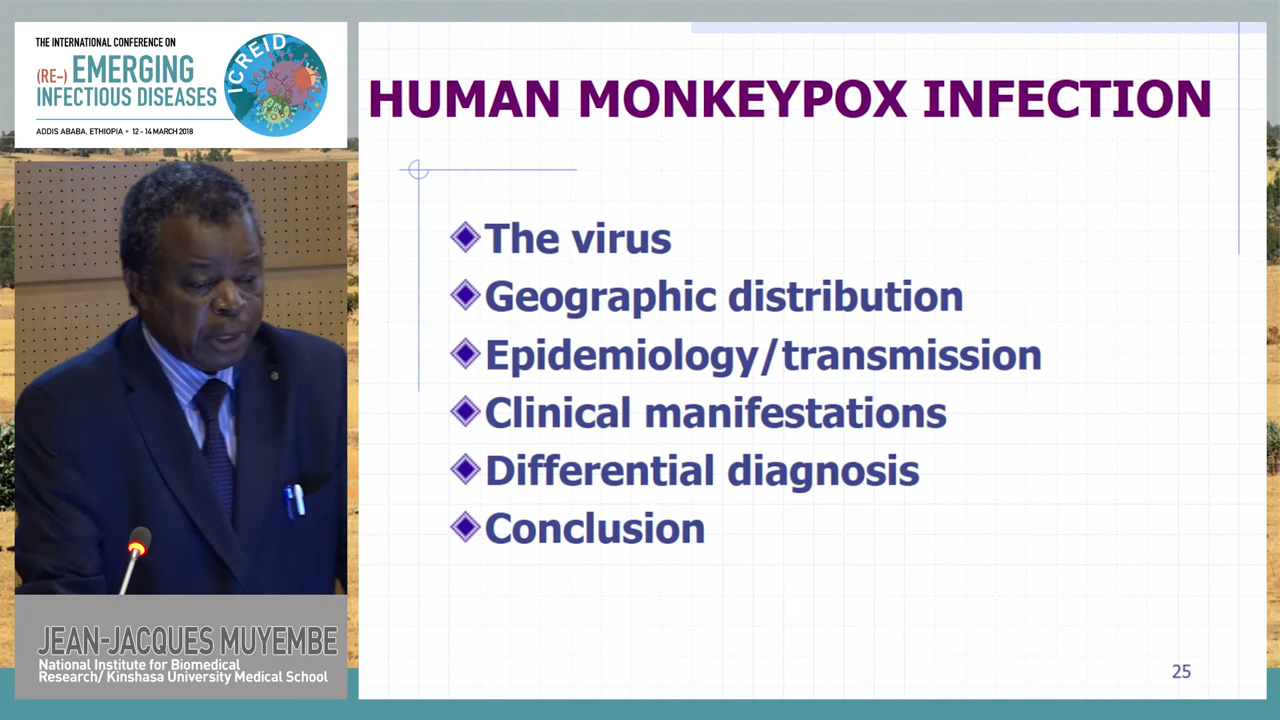 THE INTERNATIONAL CONFERENCE ON
(RE-) EMERGING
INFECTIOUS DISEASES
ADDIS ABABA, ETHIOPIA • 12 - 14 MARCH 2018
ICREID
HUMAN MONKEYPOX INFECTION
The virus
Geographic distribution
Epidemiology/transmission
Clinical manifestations
Differential diagnosis
Conclusion
25
JEAN-JACQUES MUYEMBE
National Institute for Biomedical
Research/ Kinshasa University Medical School